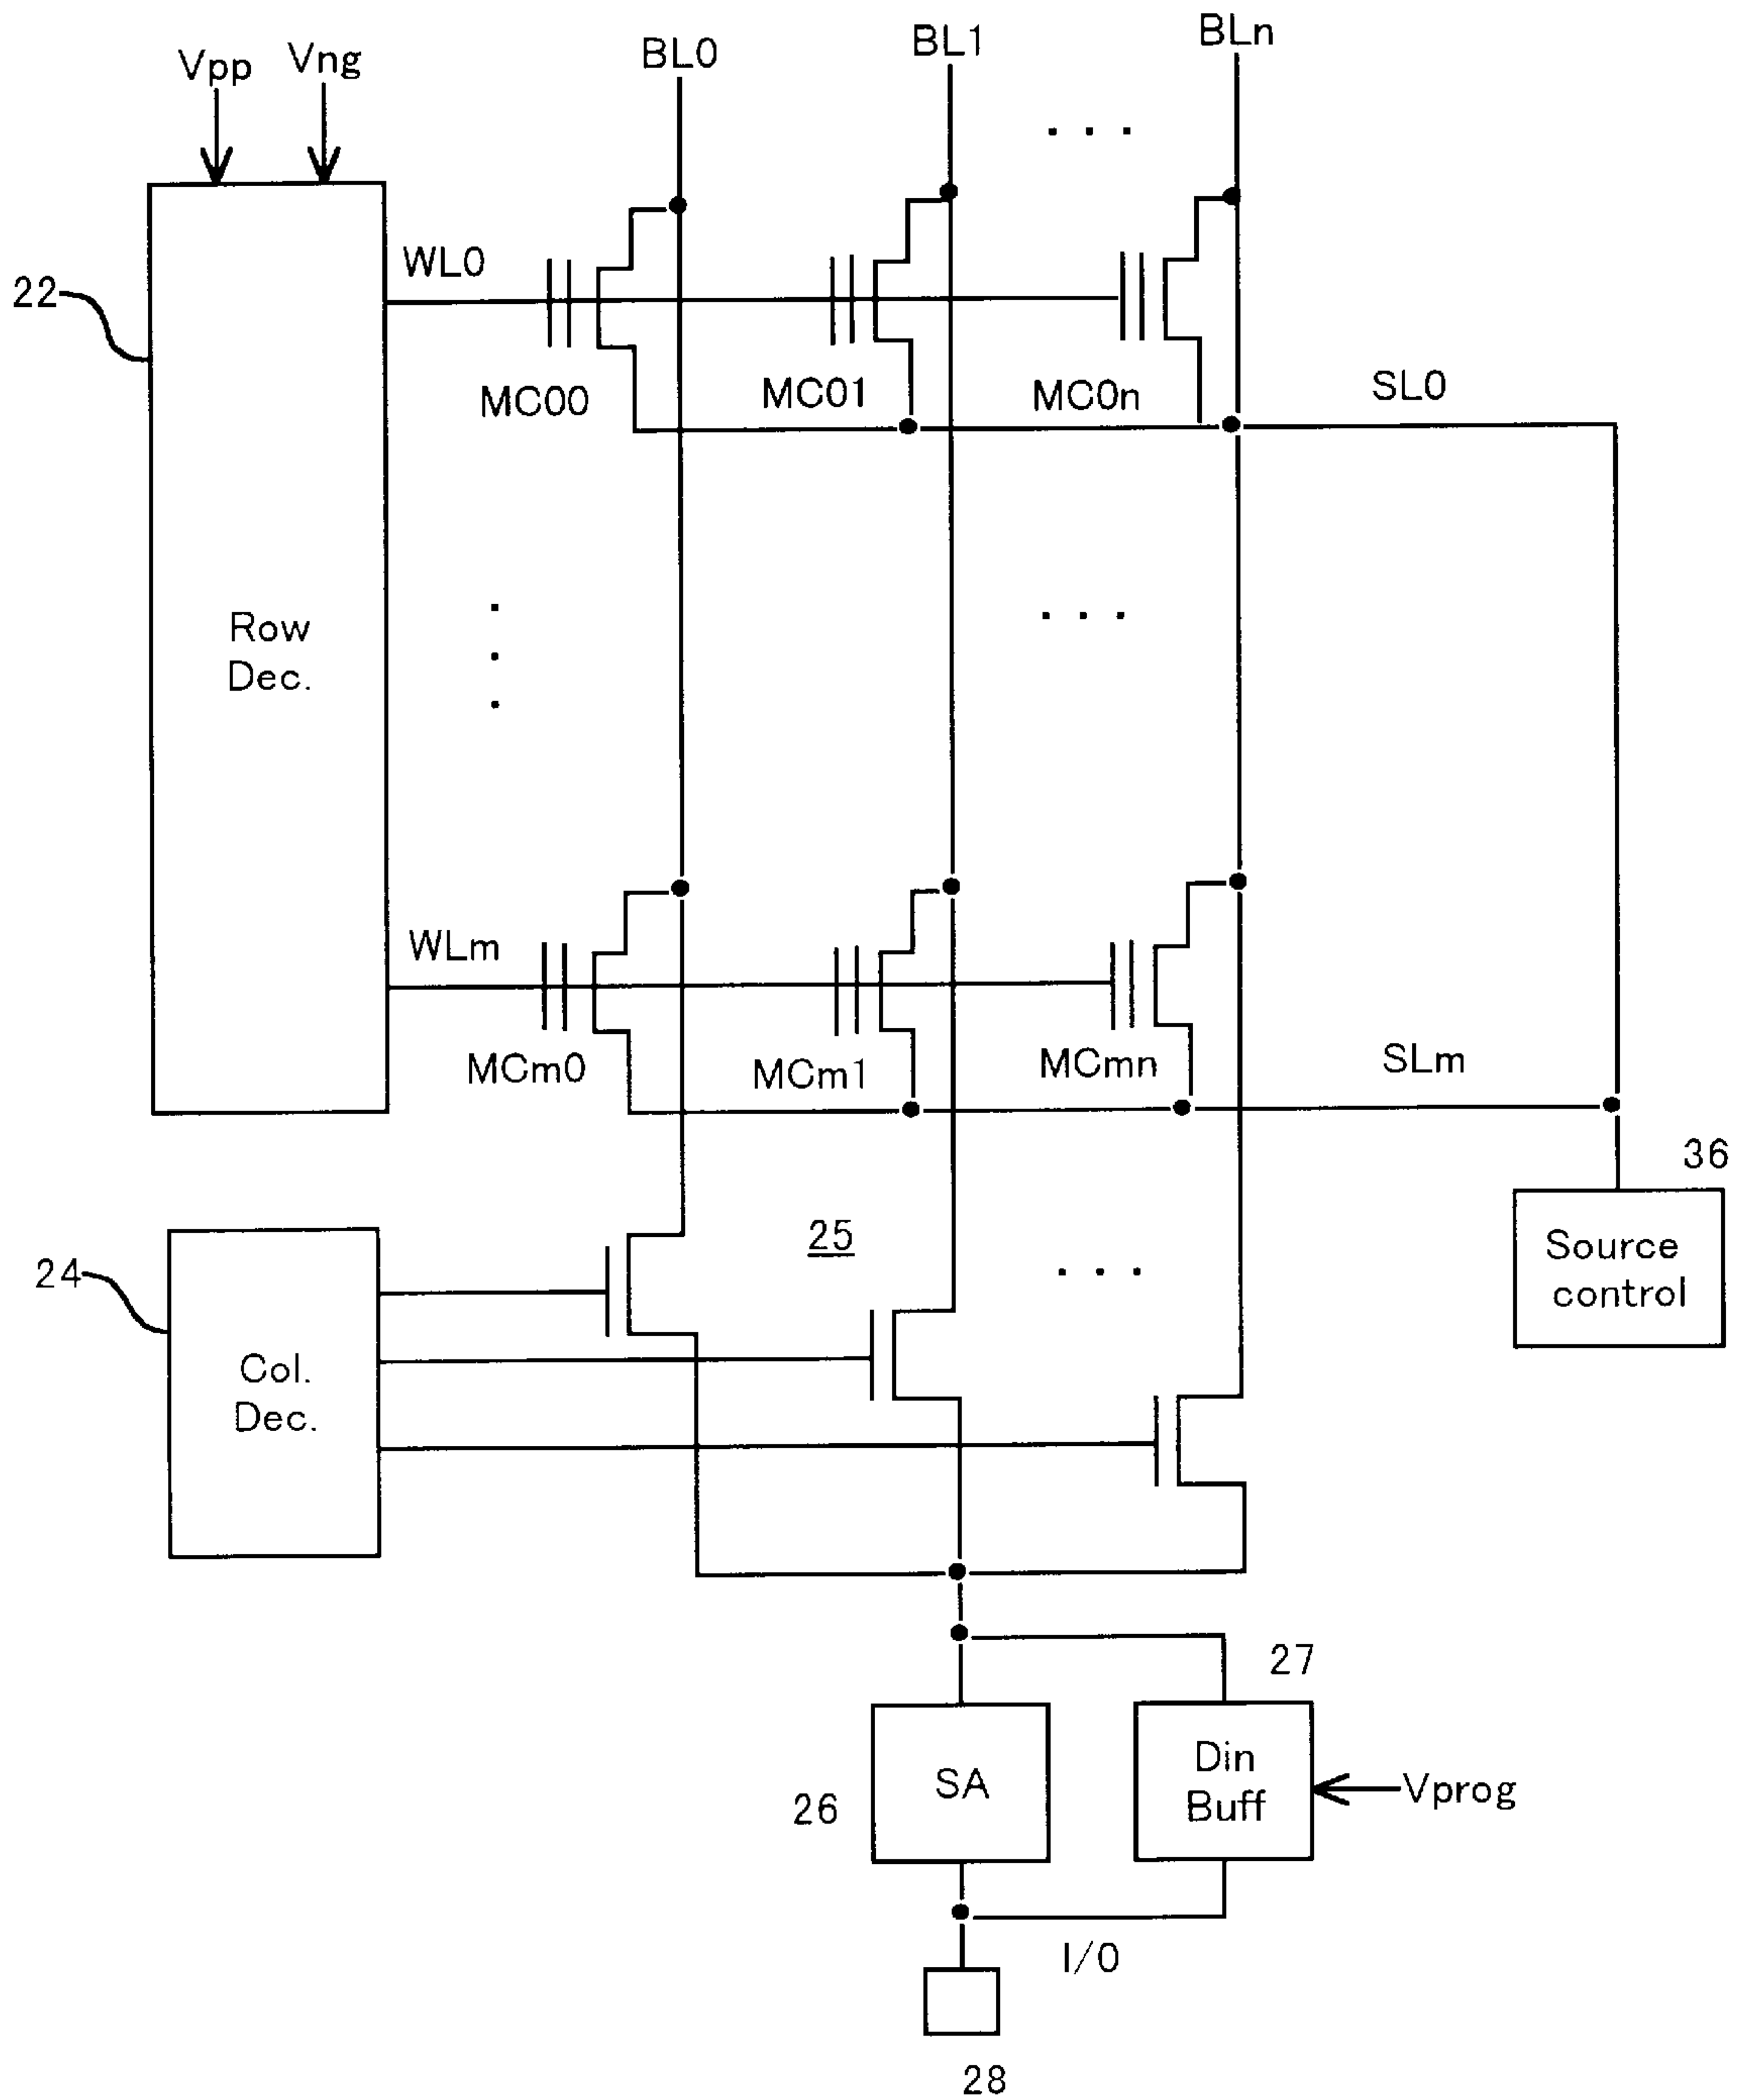 Vpp
Vng
BL0
BL1
BLn
. . .
22
WL0
MC00
MC01
MC0n
SL0
Row
Dec.
. . .
. . .
WLm
MCm0
MCm1
MCmn
SLm
36
Source
control
24
25
. . .
Col.
Dec.
27
26
SA
Din
Buff
Vprog
I/O
28